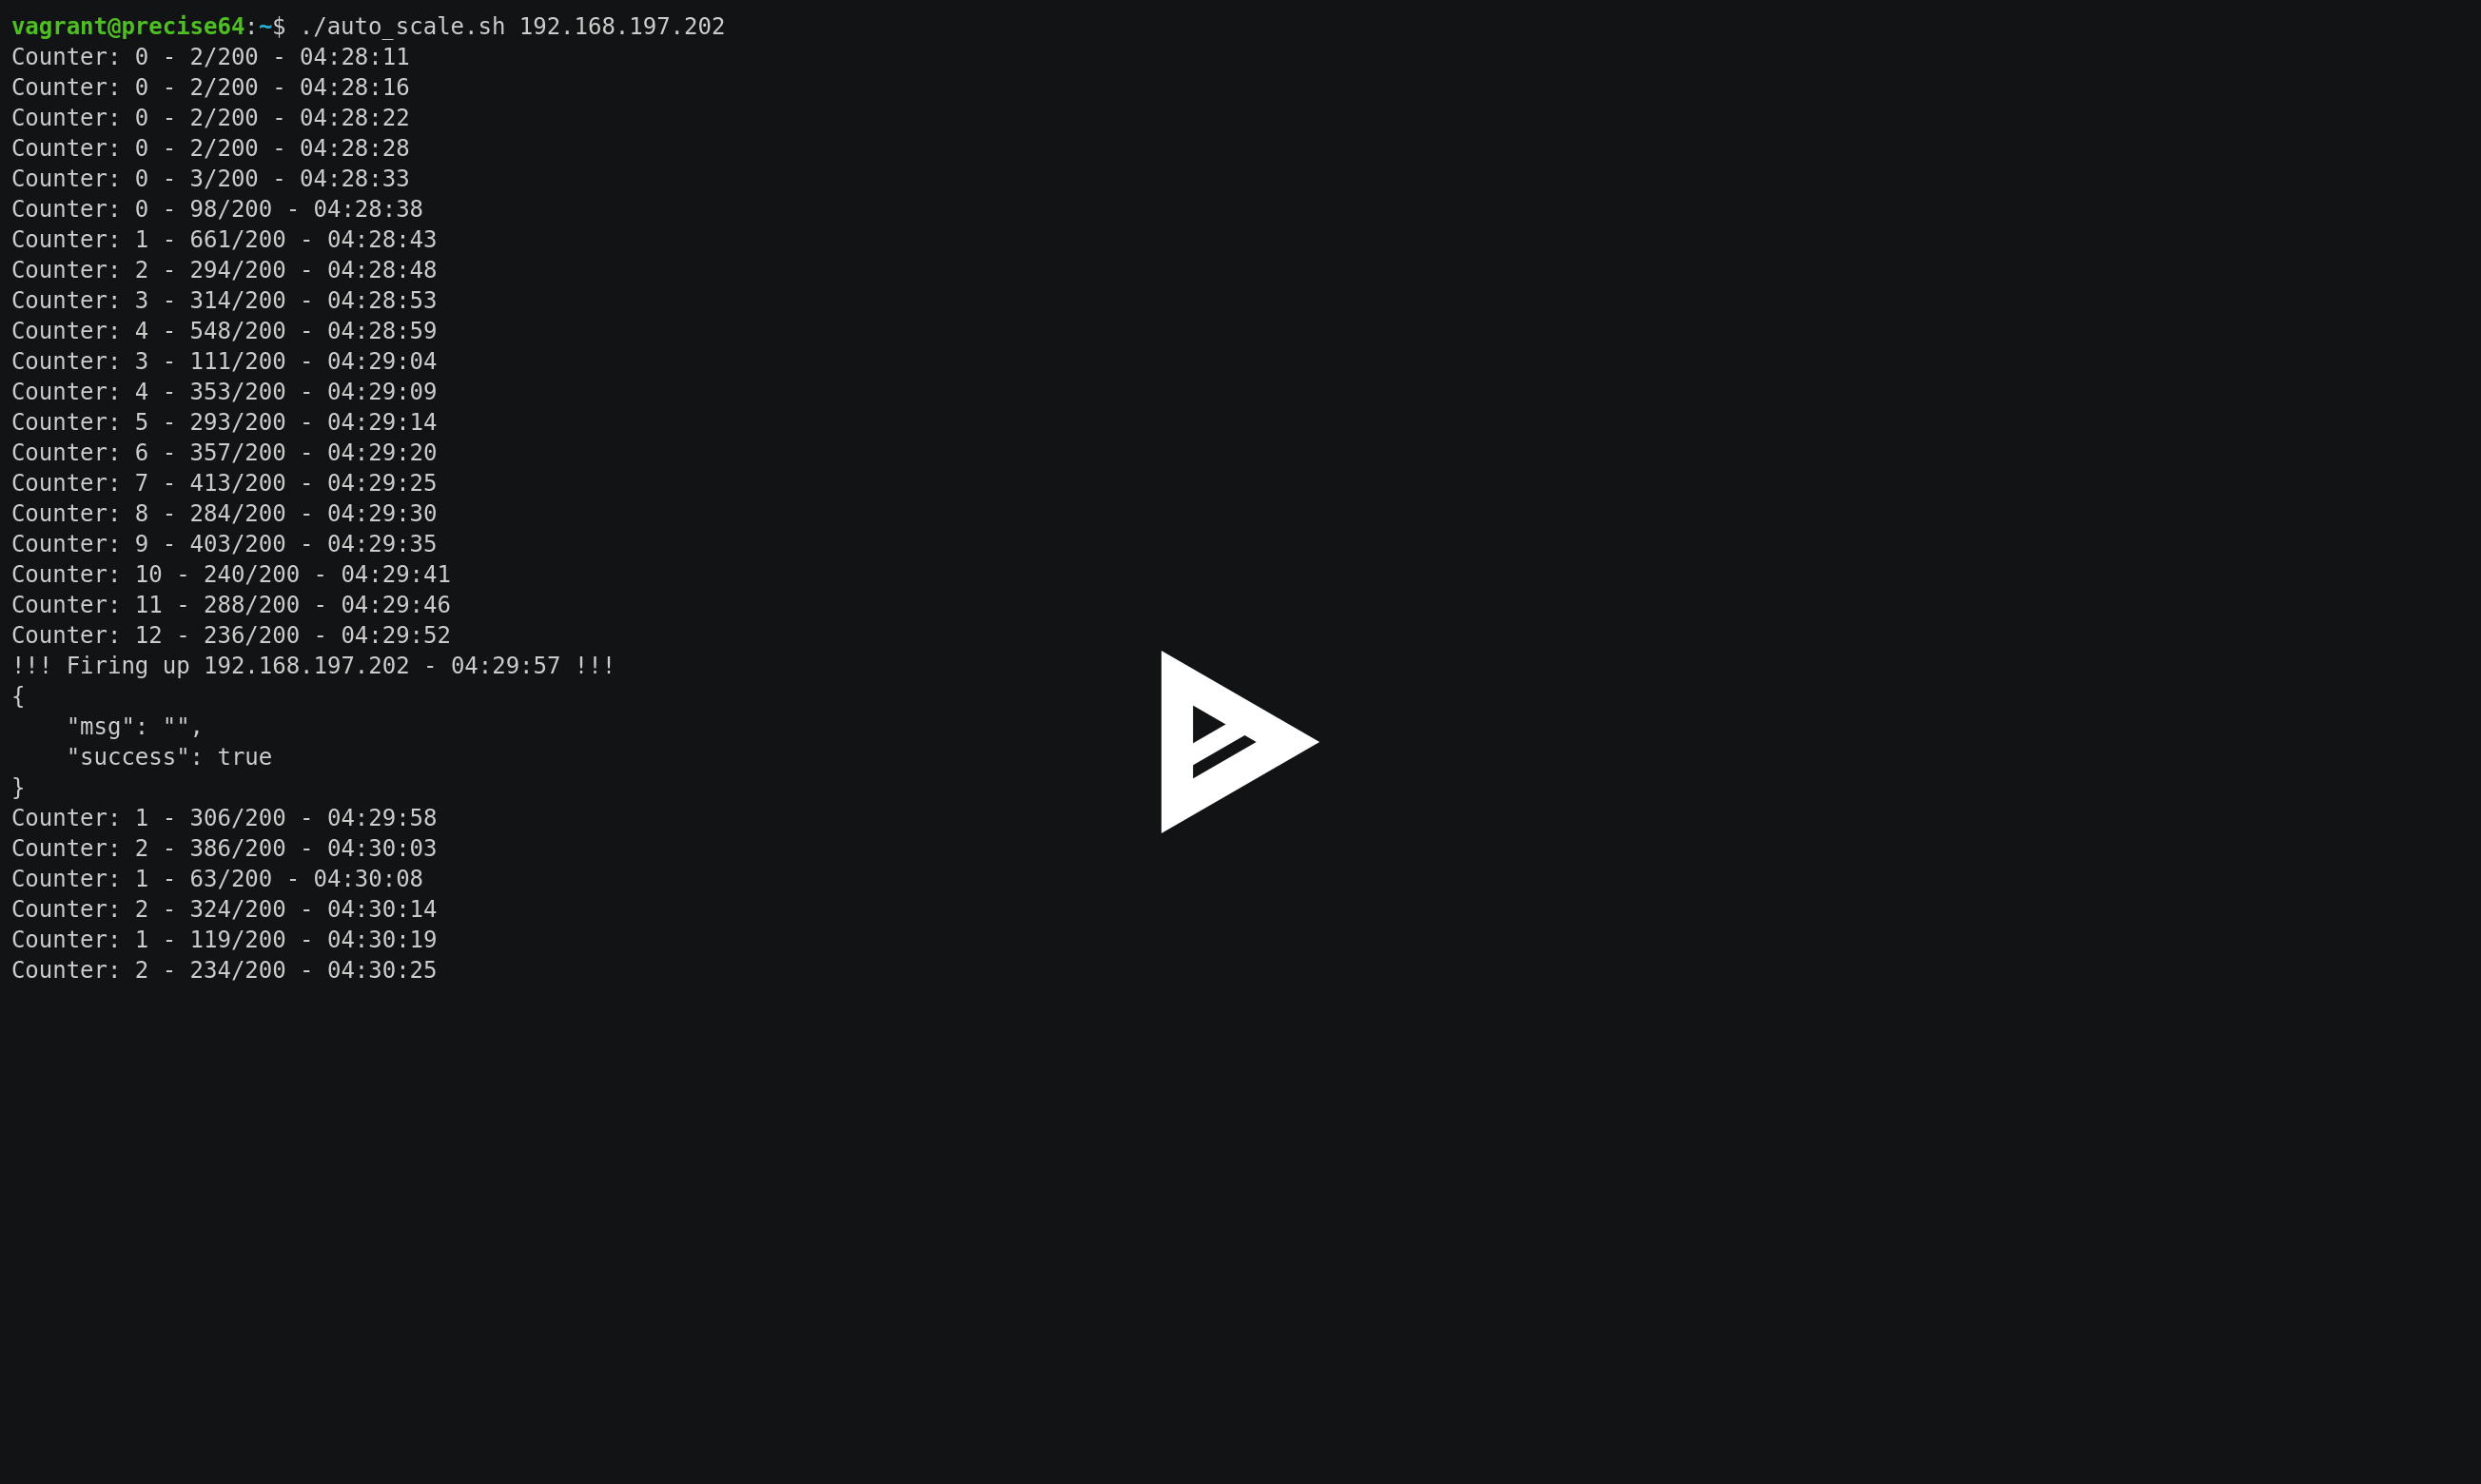 vagrant@precise64:~$ ./auto_scale.sh 192.168.197.202
Counter: 0 - 2/200 - 04:28:11
Counter: 0 - 2/200 - 04:28:16
Counter: 0 - 2/200 - 04:28:22
Counter: 0 - 2/200 - 04:28:28
Counter: 0 - 3/200 - 04:28:33
Counter: 0 - 98/200 - 04:28:38
Counter: 1 - 661/200 - 04:28:43
Counter: 2 - 294/200 - 04:28:48
Counter: 3 - 314/200 - 04:28:53
Counter: 4 - 548/200 - 04:28:59
Counter: 3 - 111/200 - 04:29:04
Counter: 4 - 353/200 - 04:29:09
Counter: 5 - 293/200 - 04:29:14
Counter: 6 - 357/200 - 04:29:20
Counter: 7 - 413/200 - 04:29:25
Counter: 8 - 284/200 - 04:29:30
Counter: 9 - 403/200 - 04:29:35
Counter: 10 - 240/200 - 04:29:41
Counter: 11 - 288/200 - 04:29:46
Counter: 12 - 236/200 - 04:29:52
!!! Firing up 192.168.197.202 - 04:29:57 !!!
{
    "msg": "",
    "success": true
}
Counter: 1 - 306/200 - 04:29:58
Counter: 2 - 386/200 - 04:30:03
Counter: 1 - 63/200 - 04:30:08
Counter: 2 - 324/200 - 04:30:14
Counter: 1 - 119/200 - 04:30:19
Counter: 2 - 234/200 - 04:30:25